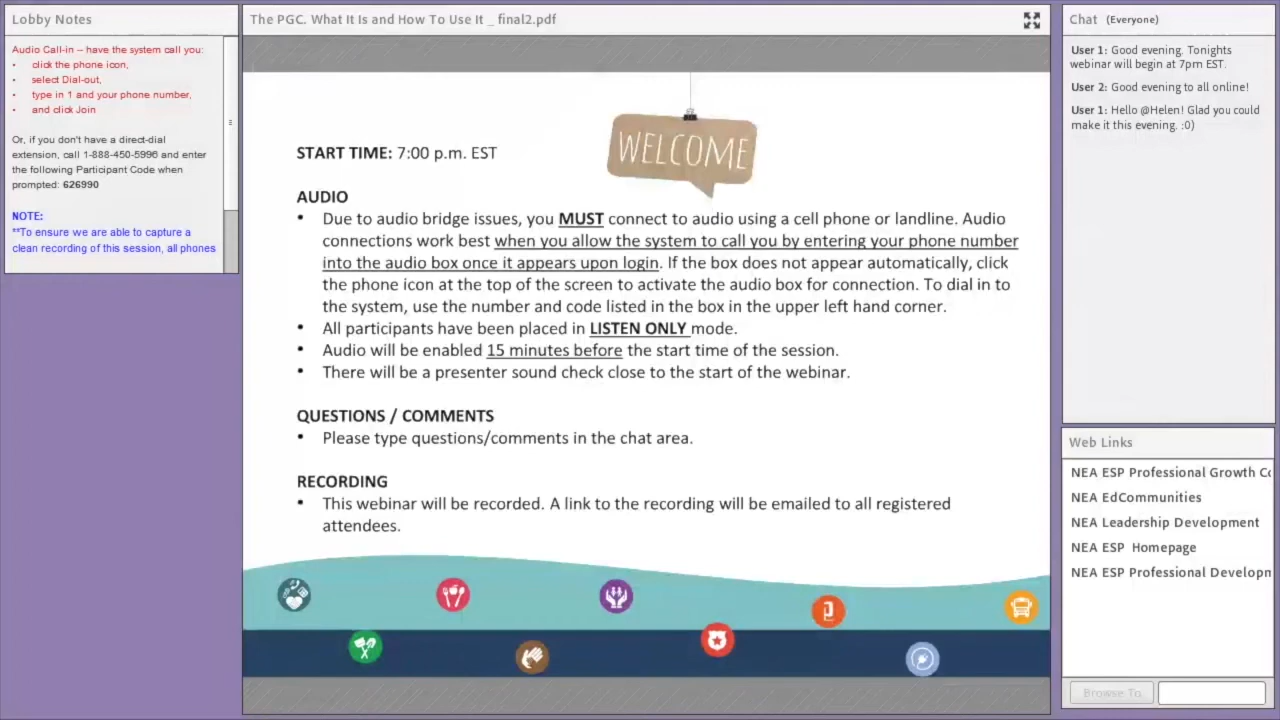 Lobby Notes
Audio Call-in – have the system call you:
• click the phone icon,
• select Dial-out,
• type in 1 and your phone number,
• and click Join
Or, if you don't have a direct-dial
extension, call 1-888-450-5996 and enter
the following Participant Code when
prompted: 626990
NOTE:
**To ensure we are able to capture a
clean recording of this session, all phones
The PGC. What It Is and How To Use It _ final2.pdf
WELCOME
START TIME: 7:00 p.m. EST
AUDIO
• Due to audio bridge issues, you MUST connect to audio using a cell phone or landline. Audio
connections work best when you allow the system to call you by entering your phone number
into the audio box once it appears upon login. If the box does not appear automatically, click
the phone icon at the top of the screen to activate the audio box for connection. To dial in to
the system, use the number and code listed in the box in the upper left hand corner.
• All participants have been placed in LISTEN ONLY mode.
• Audio will be enabled 15 minutes before the start time of the session.
• There will be a presenter sound check close to the start of the webinar.
QUESTIONS / COMMENTS
• Please type questions/comments in the chat area.
RECORDING
• This webinar will be recorded. A link to the recording will be emailed to all registered
attendees.
Chat (Everyone)
User 1: Good evening. Tonights
webinar will begin at 7pm EST.
User 2: Good evening to all online!
User 1: Hello @Helen! Glad you could
make it this evening. :0)
Web Links
NEA ESP Professional Growth Co
NEA EdCommunities
NEA Leadership Development
NEA ESP Homepage
NEA ESP Professional Developn
Browse To